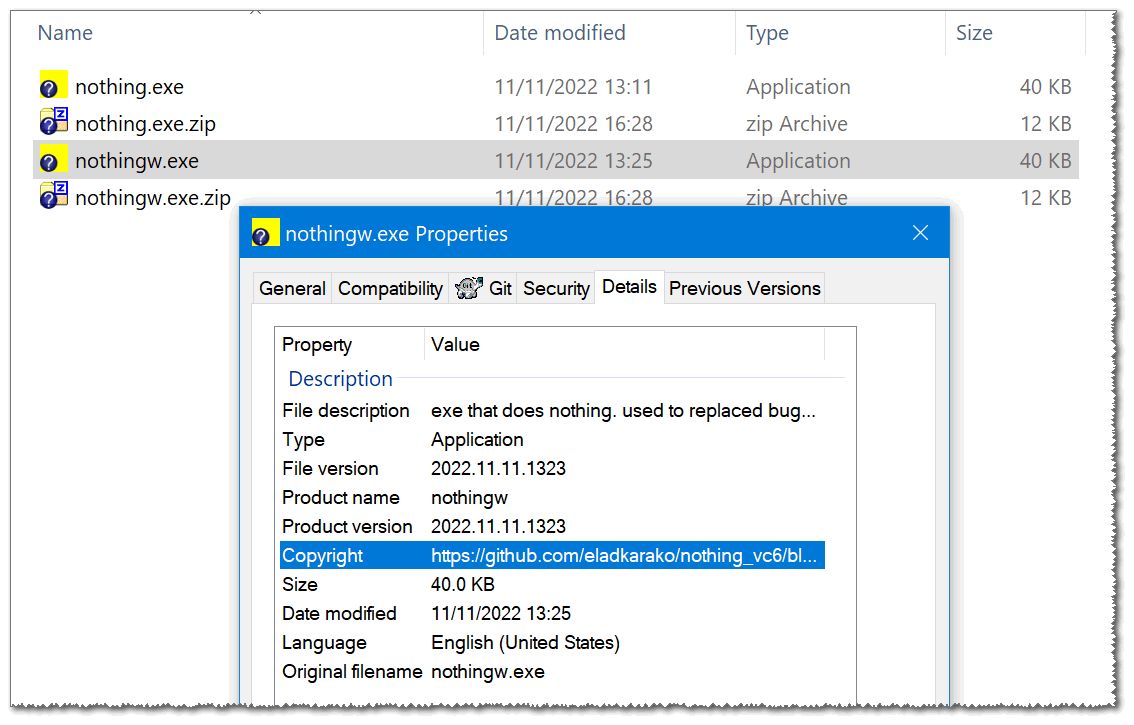 Name Date modified Type Size
nothing.exe 11/11/2022 13:11 Application 40 KB
nothing.exe.zip 11/11/2022 16:28 zip Archive 12 KB
nothingw.exe 11/11/2022 13:25 Application 40 KB
nothingw.exe.zip 11/11/2022 16:28 zip Archive 12 KB
nothingw.exe Properties
General Compatibility Git Security Details Previous Versions
Property Value
Description
File description exe that does nothing. used to replaced bug...
Type Application
File version 2022.11.11.1323
Product name nothingw
Product version 2022.11.11.1323
Copyright https://github.com/eladkarako/nothing_vc6/bl...
Size 40.0 KB
Date modified 11/11/2022 13:25
Language English (United States)
Original filename nothingw.exe